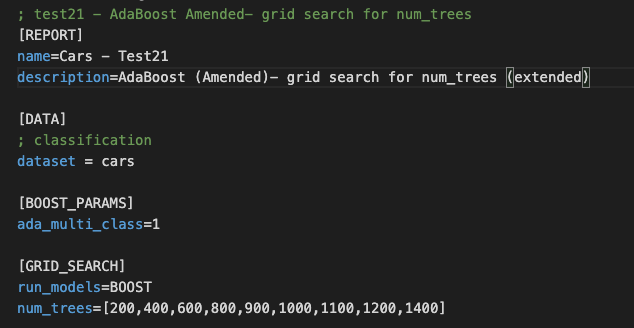 ; test21 – AdaBoost Amended– grid search for num_trees
[REPORT]
name=Cars – Test21
description=AdaBoost (Amended)– grid search for num_trees (extended)
[DATA]
; classification
dataset = cars
[BOOST_PARAMS]
ada_multi_class=1
[GRID_SEARCH]
run_models=BOOST
num_trees=[200,400,600,800,900,1000,1100,1200,1400]